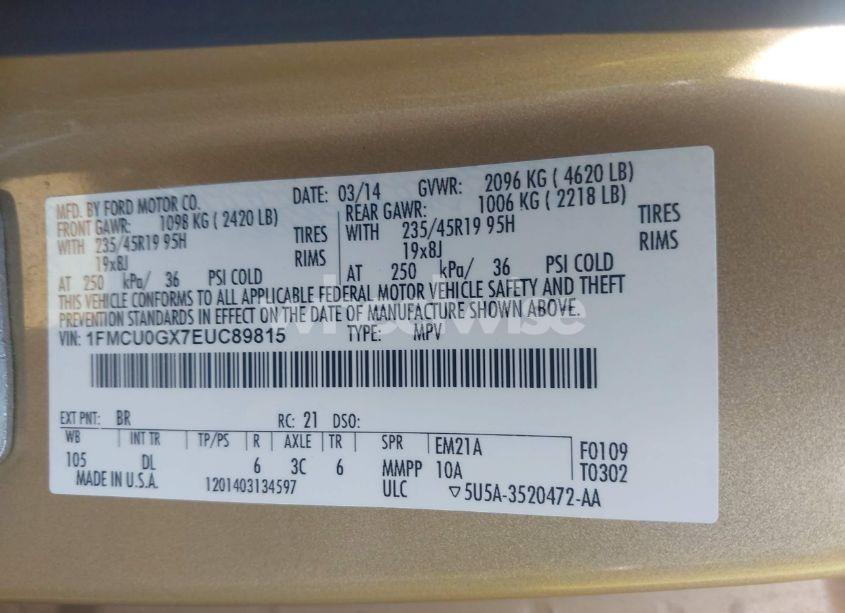 MFD. BY FORD MOTOR CO. DATE: 03/14 GVWR: 2096 KG ( 4620 LB)
FRONT GAWR: 1098 KG ( 2420 LB) REAR GAWR: 1006 KG ( 2218 LB)
WITH 235/45R19 95H TIRES WITH 235/45R19 95H TIRES
19x8J RIMS 19x8J RIMS
AT 250 kPa/ 36 PSI COLD AT 250 kPa/ 36 PSI COLD
THIS VEHICLE CONFORMS TO ALL APPLICABLE FEDERAL MOTOR VEHICLE SAFETY AND THEFT
PREVENTION STANDARDS IN EFFECT ON THE DATE OF MANUFACTURE SHOWN ABOVE.
VIN: 1FMCU0GX7EUC89815 TYPE: MPV
EXT PNT: BR RC: 21 DSO:
WB INT TR TP/PS R AXLE TR SPR EM21A F0109
105 DL 6 3C 6 MMPP 10A T0302
MADE IN U.S.A. 1201403134597 ULC ▽5U5A-3520472-AA